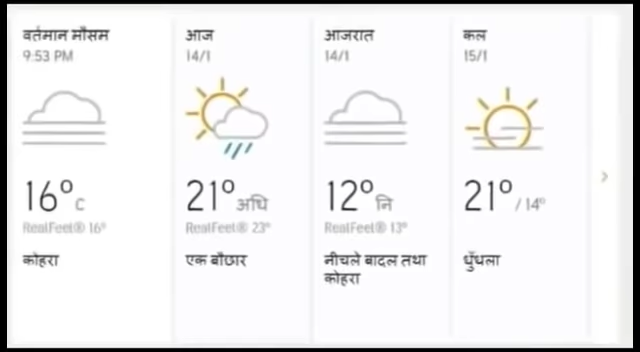 वर्तमान मौसम
9:53 PM
16°C
RealFeel® 16°
कोहरा
आज
14/1
21°अधि
RealFeel® 23°
एक बौछार
आजरात
14/1
12°नि
RealFeel® 13°
नीचले बादल तथा
कोहरा
कल
15/1
21°/ 14°
धुँधला
>